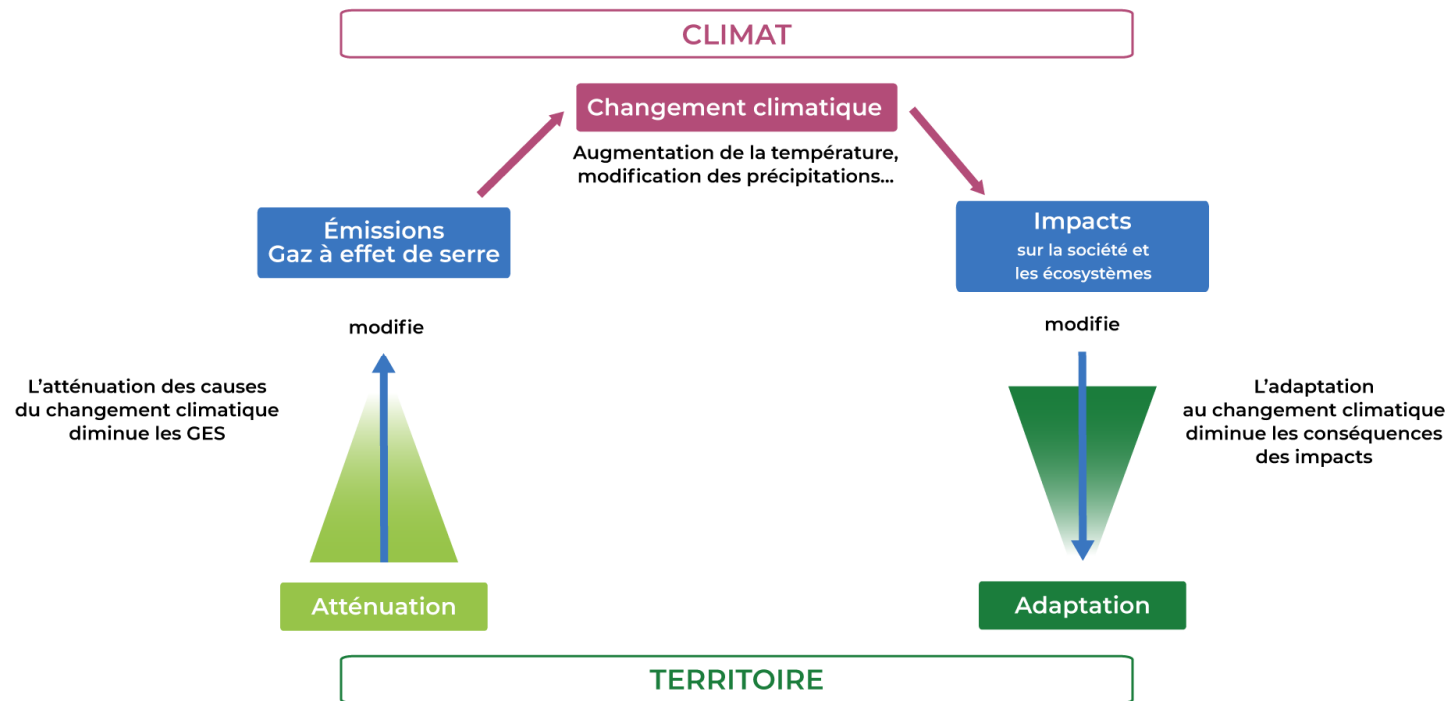 CLIMAT
Changement climatique
Augmentation de la température,
modification des précipitations...
Émissions
Gaz à effet de serre
Impacts
sur la société et
les écosystèmes
modifie
modifie
L'atténuation des causes
du changement climatique
diminue les GES
L'adaptation
au changement climatique
diminue les conséquences
des impacts
Atténuation
Adaptation
TERRITOIRE